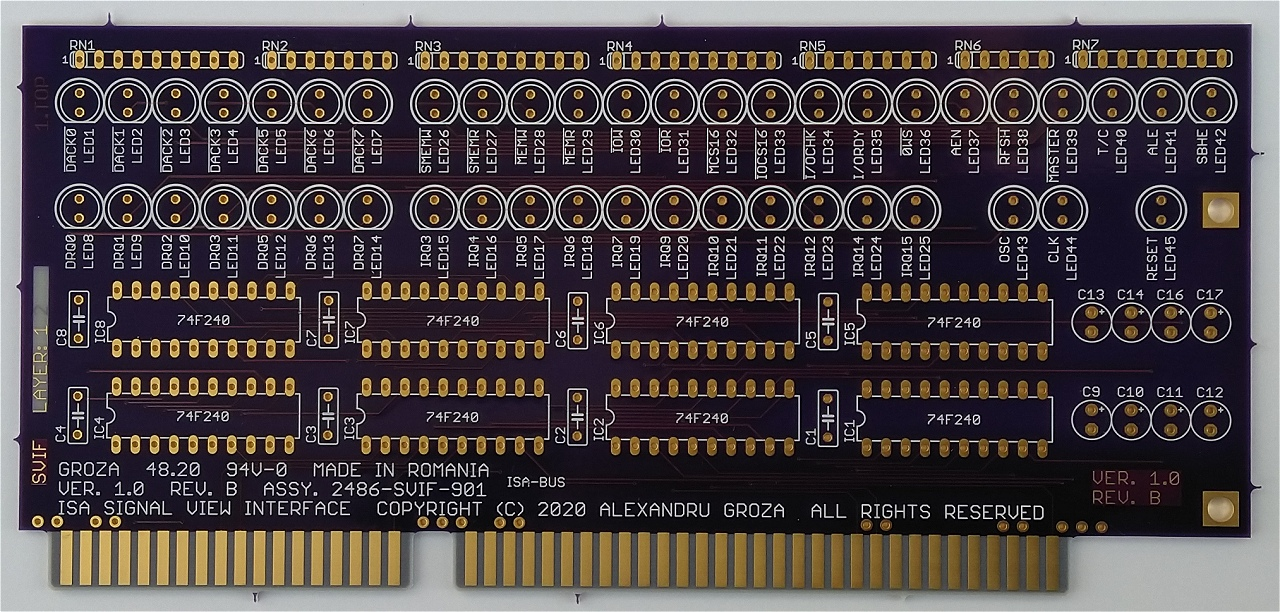 RN1 RN2 RN3 RN4 RN5 RN6 RN7
1 1 1 1 1 1 1
1.TOP
DACK0 LED1 DACK1 LED2 DACK2 LED3 DACK3 LED4 DACK5 LED5 DACK6 LED6 DACK7 LED7 SMEMW LED26 SMEMR LED27 MEMW LED28 MEMR LED29 IOW LED30 IOR LED31 MCS16 LED32 IOCS16 LED33 I/OCHK LED34 I/ORDY LED35 0WS LED36 AEN LED37 RFSH LED38 MASTER LED39 T/C LED40 ALE LED41 SBHE LED42
DRQ0 LED8 DRQ1 LED9 DRQ2 LED10 DRQ3 LED11 DRQ5 LED12 DRQ6 LED13 DRQ7 LED14 IRQ3 LED15 IRQ4 LED16 IRQ5 LED17 IRQ6 LED18 IRQ7 LED19 IRQ9 LED20 IRQ10 LED21 IRQ11 LED22 IRQ12 LED23 IRQ14 LED24 IRQ15 LED25 OSC LED43 CLK LED44 RESET LED45
C8 IC8 74F240 C7 IC7 74F240 C6 IC6 74F240 C5 IC5 74F240 C13 C14 C16 C17
LAYER: 1 2
C4 IC4 74F240 C3 IC3 74F240 C2 IC2 74F240 C1 IC1 74F240 C9 C10 C11 C12
SVIF
GROZA 48.20 94V-0 MADE IN ROMANIA
VER. 1.0 REV. B ASSY. 2486-SVIF-901 ISA-BUS
ISA SIGNAL VIEW INTERFACE COPYRIGHT (C) 2020 ALEXANDRU GROZA ALL RIGHTS RESERVED
VER. 1.0
REV. B